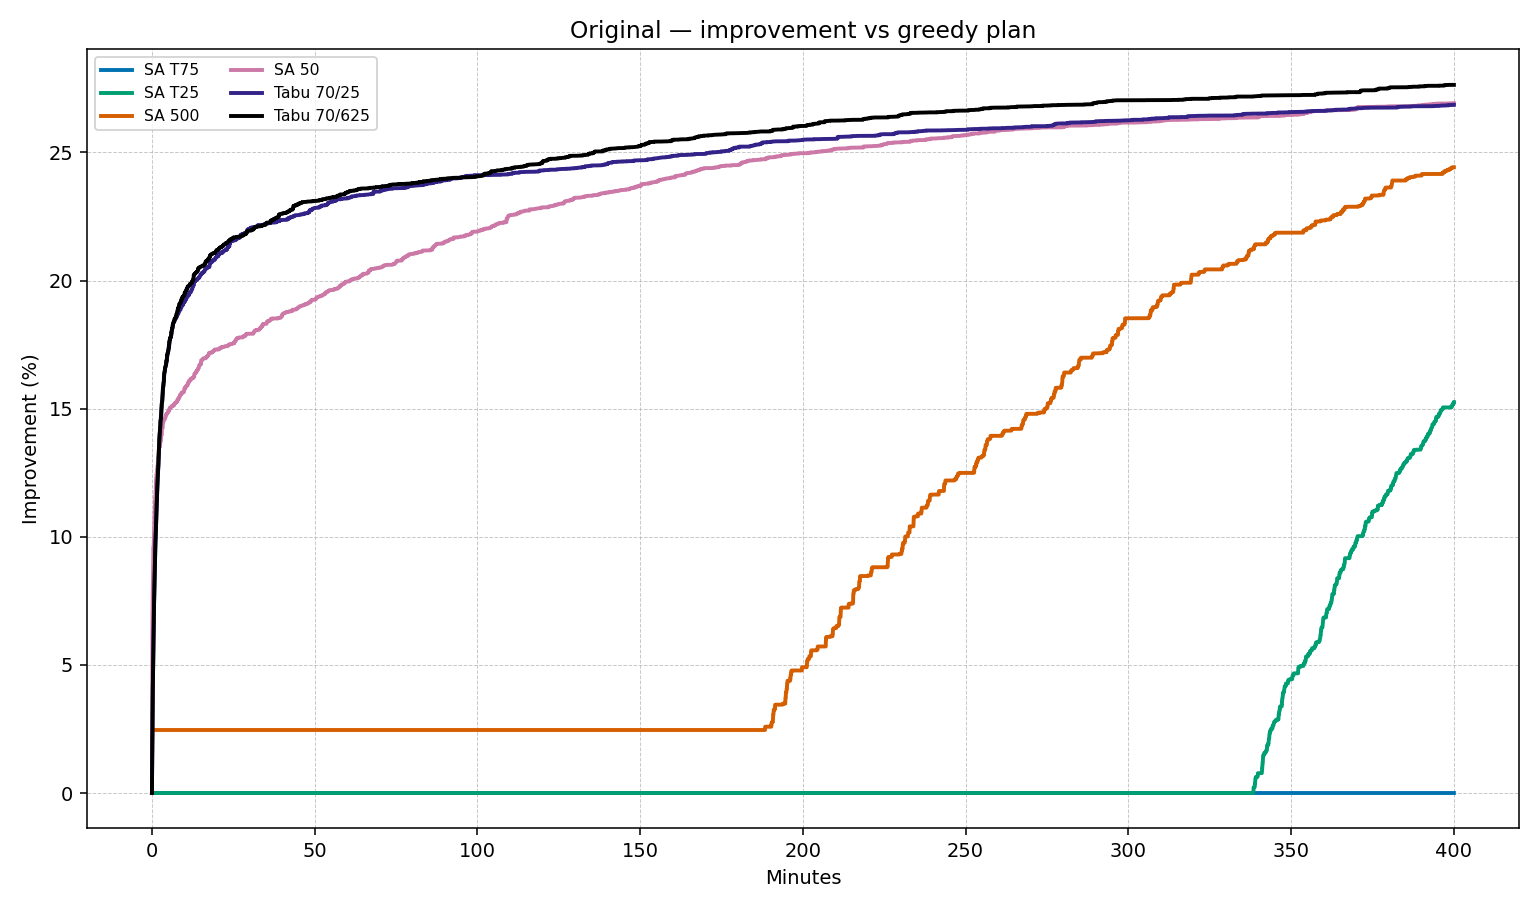 Original — improvement vs greedy plan
SA T75
SA T25
SA 500
SA 50
Tabu 70/25
Tabu 70/625
Improvement (%)
25
20
15
10
5
0
0 50 100 150 200 250 300 350 400
Minutes